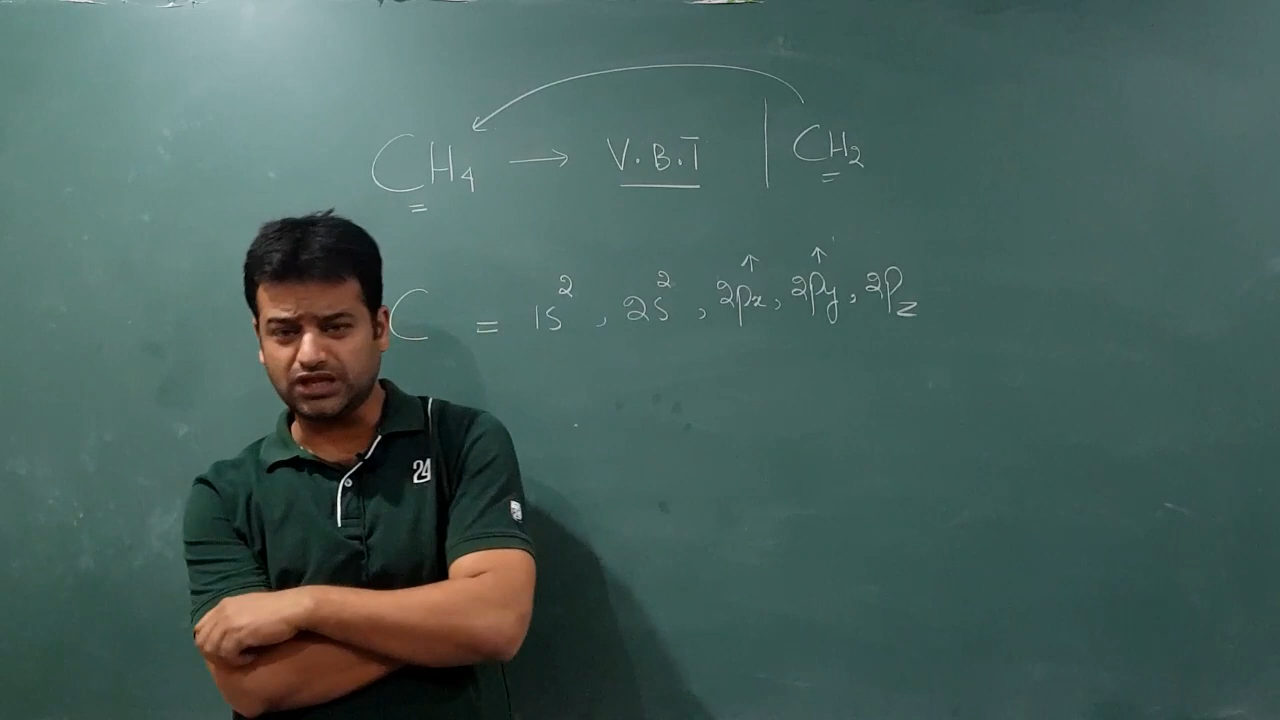 CH₄ → V.B.T | CH₂
C = 1s², 2s², 2px↑, 2py↑, 2pz
24